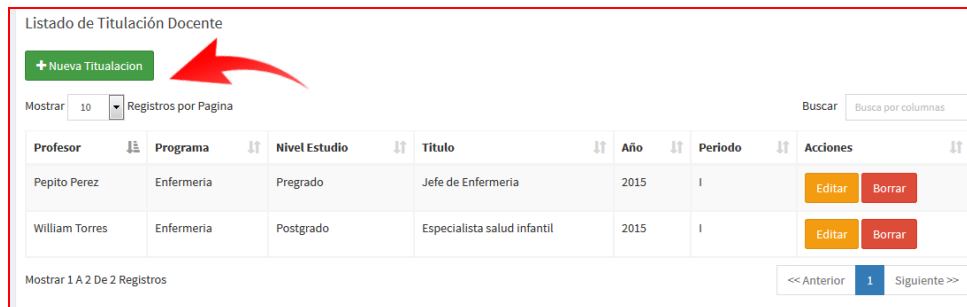 Listado de Titulación Docente
+ Nueva Titualacion
Mostrar 10 Registros por Pagina Buscar Busca por columnas
Profesor Programa Nivel Estudio Titulo Año Periodo Acciones
Pepito Perez Enfermeria Pregrado Jefe de Enfermeria 2015 I Editar Borrar
William Torres Enfermeria Postgrado Especialista salud infantil 2015 I Editar Borrar
Mostrar 1 A 2 De 2 Registros << Anterior 1 Siguiente >>